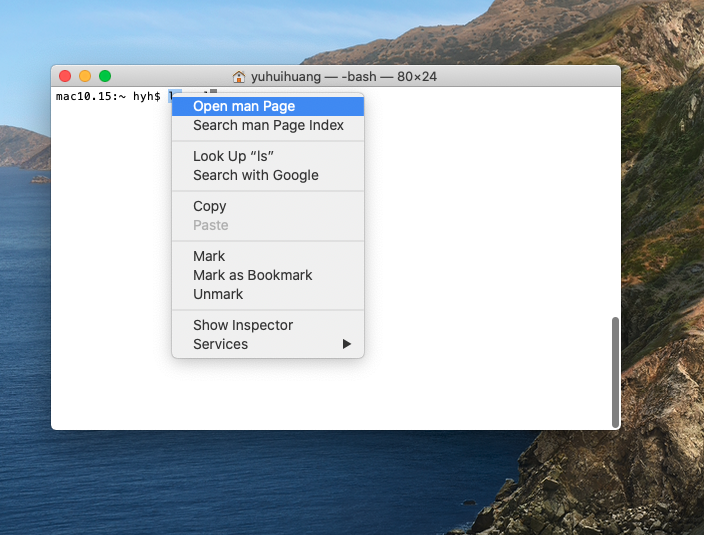 yuhuihuang — -bash — 80×24
mac10.15:~ hyh$
Open man Page
Search man Page Index
Look Up “ls”
Search with Google
Copy
Paste
Mark
Mark as Bookmark
Unmark
Show Inspector
Services